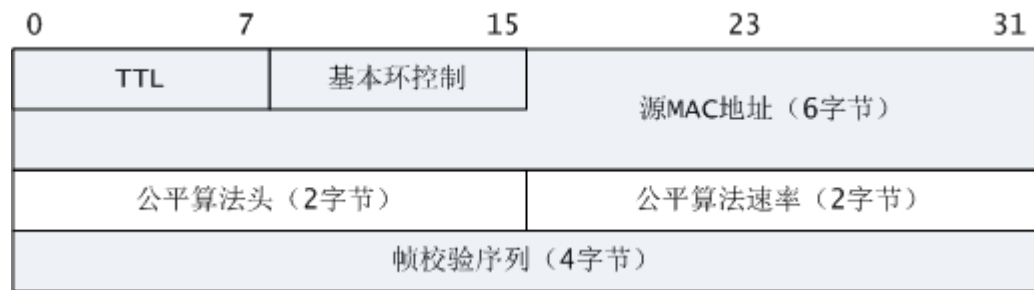 0 7 15 23 31
TTL 基本环控制
源MAC地址（6字节）
公平算法头（2字节） 公平算法速率（2字节）
帧校验序列（4字节）